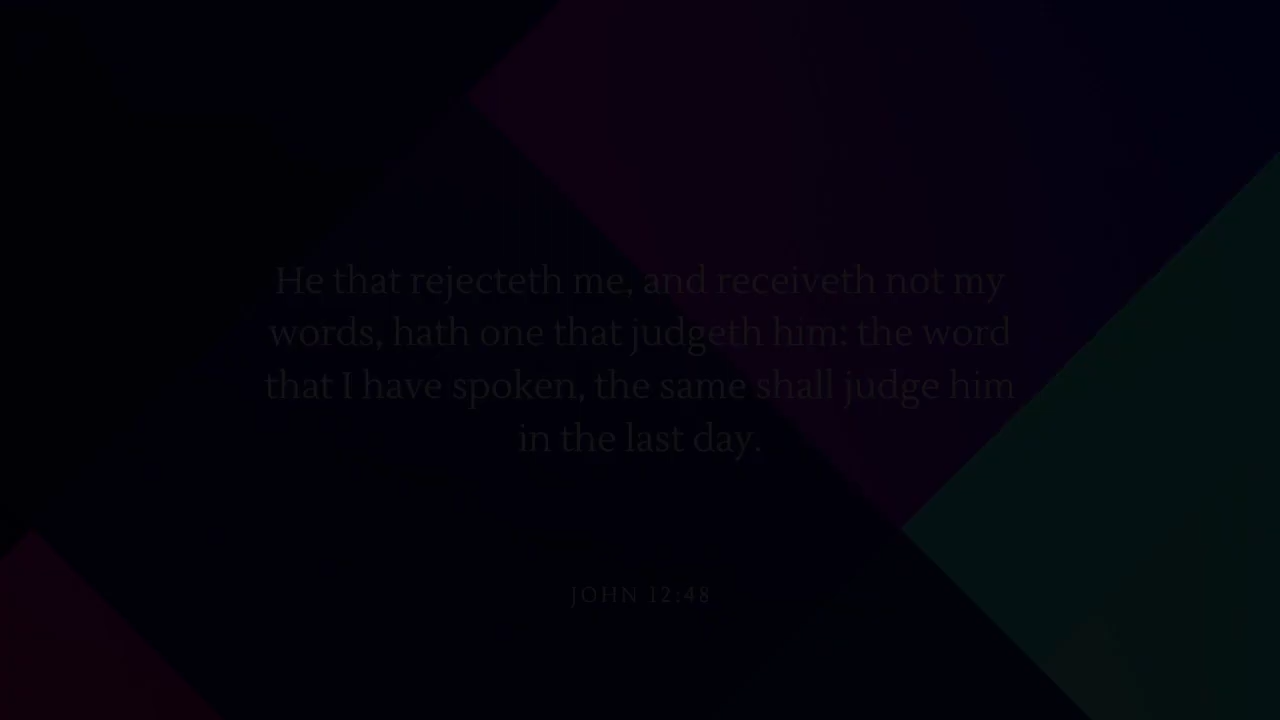 He that rejecteth me, and receiveth not my
words, hath one that judgeth him: the word
that I have spoken, the same shall judge him
in the last day.
JOHN 12:48